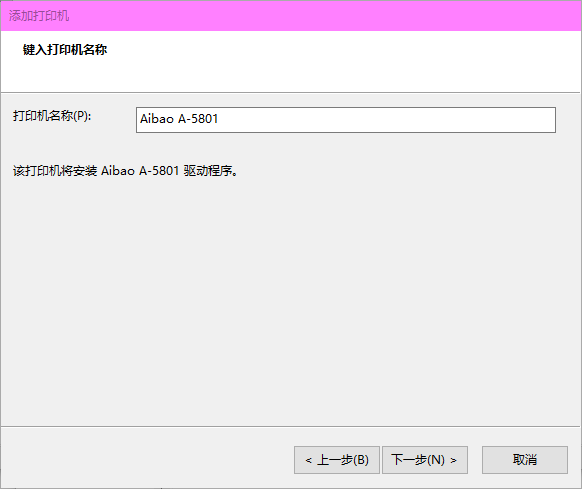 添加打印机
键入打印机名称
打印机名称(P):
Aibao A-5801
该打印机将安装 Aibao A-5801 驱动程序。
< 上一步(B)
下一步(N) >
取消